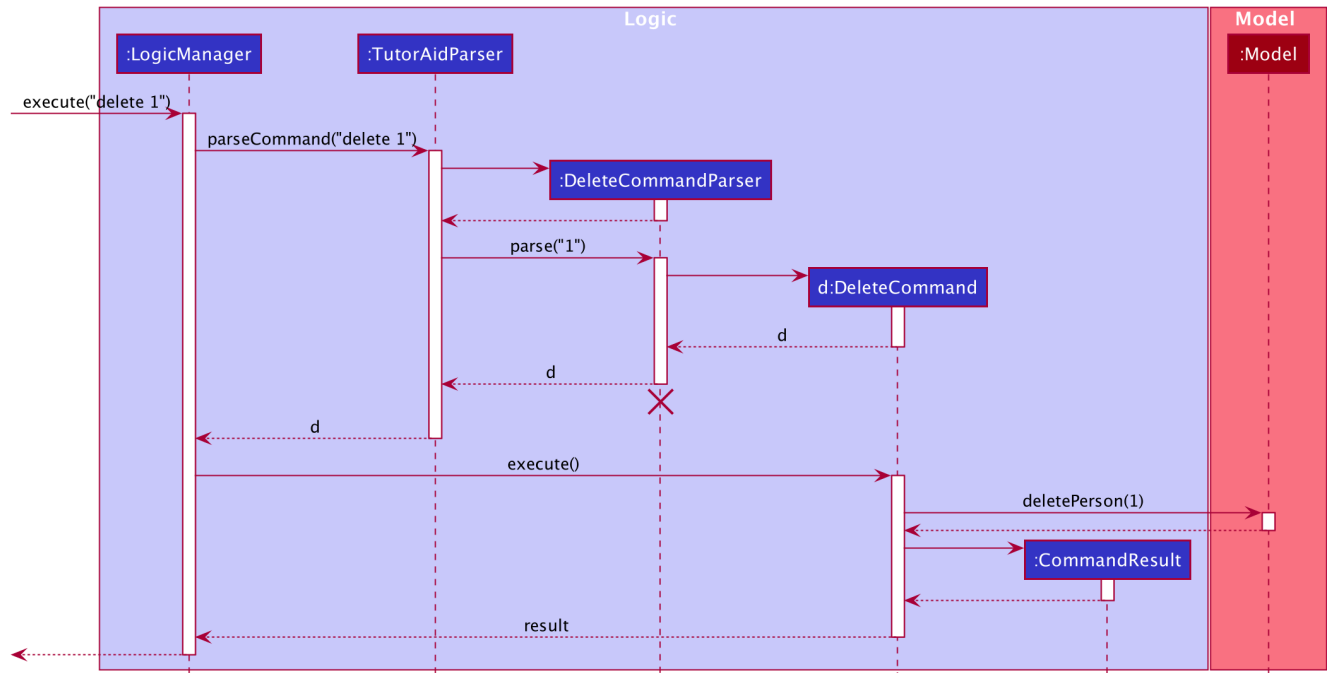 Logic
Model
:LogicManager
:TutorAidParser
:Model
execute("delete 1")
parseCommand("delete 1")
:DeleteCommandParser
parse("1")
d:DeleteCommand
d
d
d
execute()
deletePerson(1)
:CommandResult
result